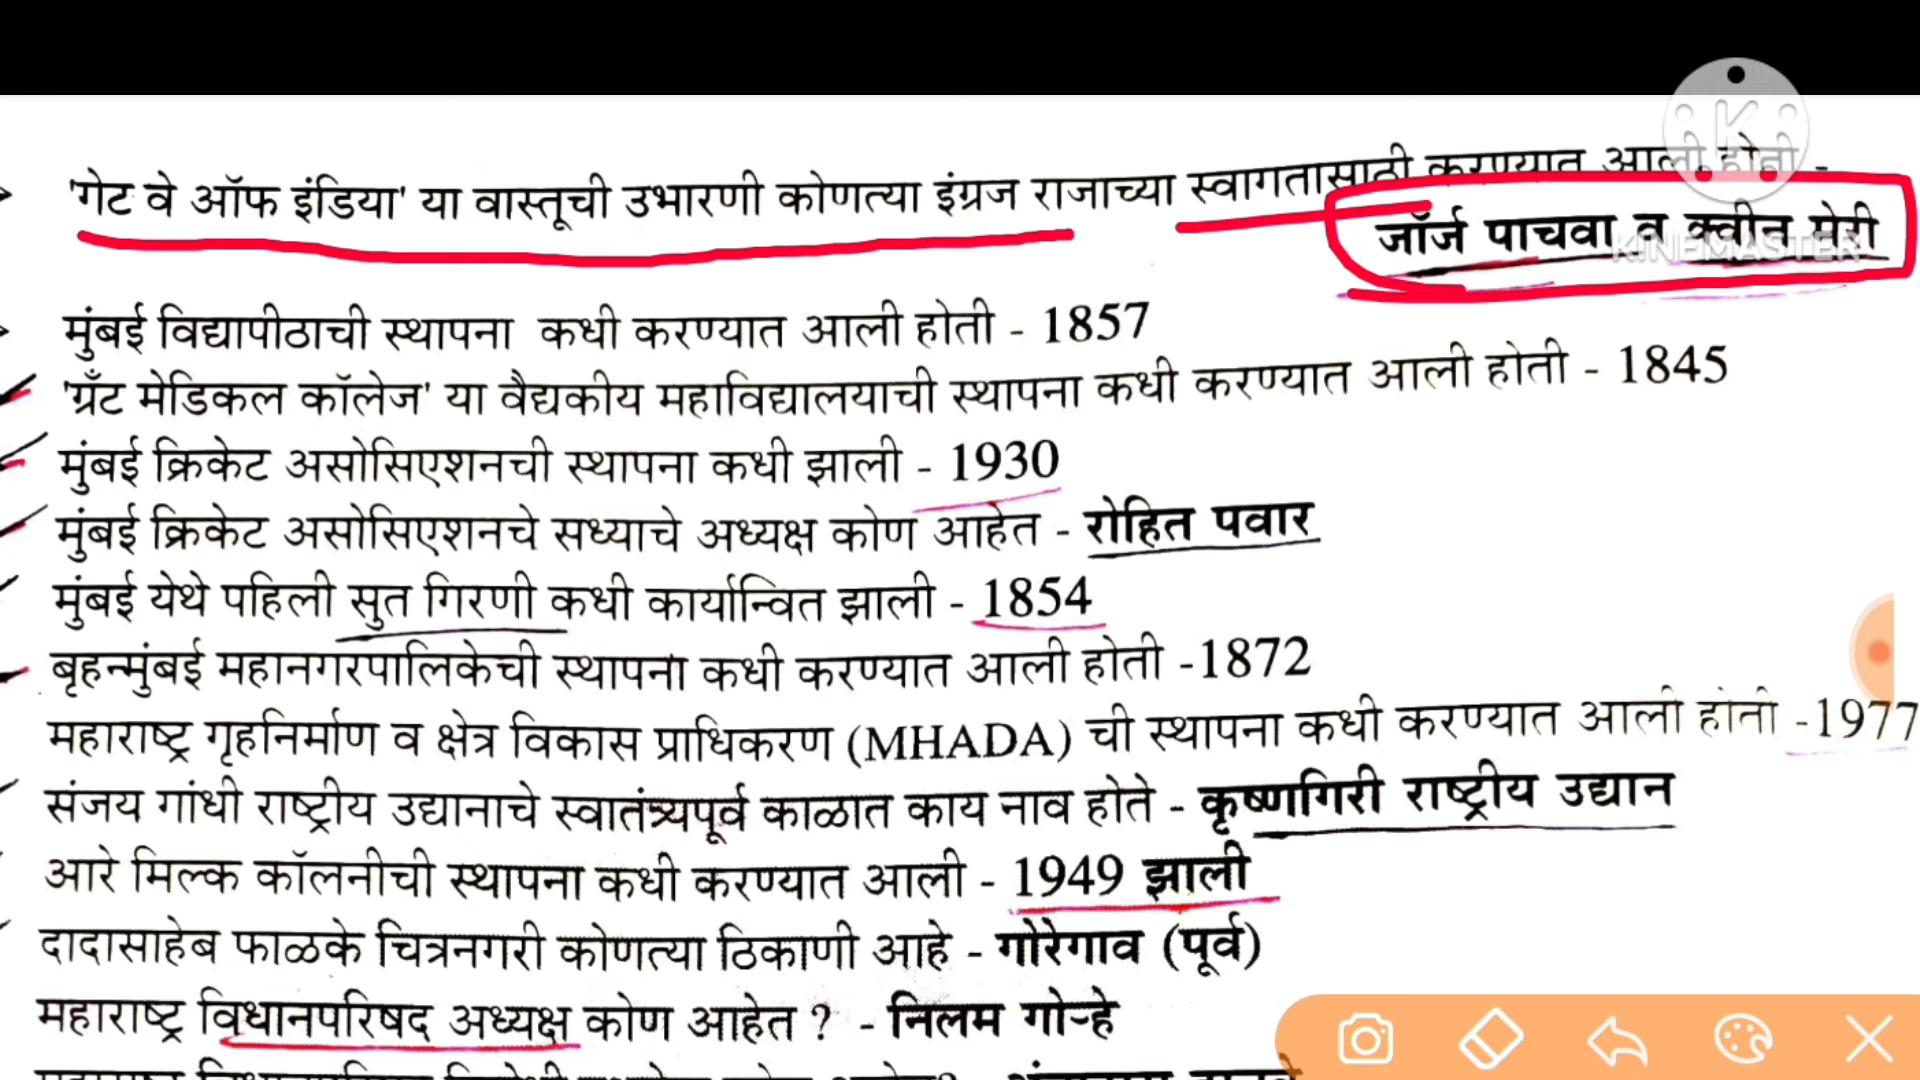 'गेट वे ऑफ इंडिया' या वास्तूची उभारणी कोणत्या इंग्रज राजाच्या स्वागतासाठी करण्यात आली होती -
जॉर्ज पाचवा व क्वीन मेरी
KINEMASTER
मुंबई विद्यापीठाची स्थापना कधी करण्यात आली होती - 1857
'ग्रँट मेडिकल कॉलेज' या वैद्यकीय महाविद्यालयाची स्थापना कधी करण्यात आली होती - 1845
मुंबई क्रिकेट असोसिएशनची स्थापना कधी झाली - 1930
मुंबई क्रिकेट असोसिएशनचे सध्याचे अध्यक्ष कोण आहेत - रोहित पवार
मुंबई येथे पहिली सुत गिरणी कधी कार्यान्वित झाली - 1854
बृहन्मुंबई महानगरपालिकेची स्थापना कधी करण्यात आली होती -1872
महाराष्ट्र गृहनिर्माण व क्षेत्र विकास प्राधिकरण (MHADA) ची स्थापना कधी करण्यात आली होती -1977
संजय गांधी राष्ट्रीय उद्यानाचे स्वातंत्र्यपूर्व काळात काय नाव होते - कृष्णगिरी राष्ट्रीय उद्यान
आरे मिल्क कॉलनीची स्थापना कधी करण्यात आली - 1949 झाली
दादासाहेब फाळके चित्रनगरी कोणत्या ठिकाणी आहे - गोरेगाव (पूर्व)
महाराष्ट्र विधानपरिषद अध्यक्ष कोण आहेत ? - निलम गोऱ्हे